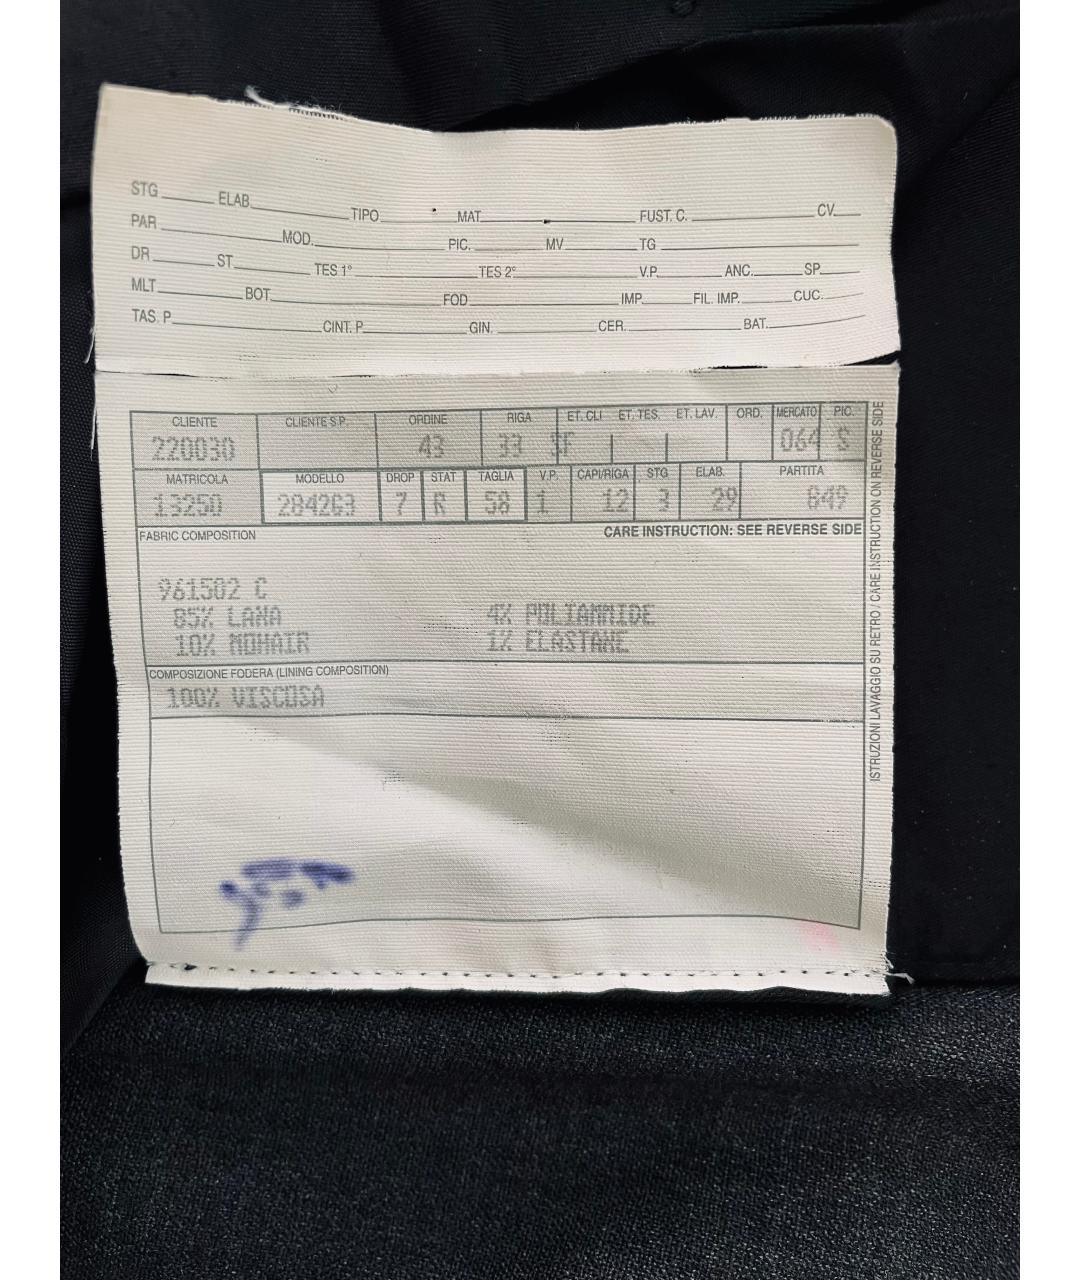 STG ELAB. TIPO MAT. FUST. C. CV.
PAR MOD. PIC. MV TG
DR. ST. TES 1° TES 2° V.P. ANC. SP.
MLT BOT. FOD IMP. FIL. IMP. CUC.
TAS. P. CINT. P. GIN. CER. BAT.
CLIENTE CLIENTE S.P. ORDINE RIGA ET. CLI ET. TES. ET. LAV. ORD. MERCATO PIC.
220030 43 33 SF 064 S
MATRICOLA MODELLO DROP STAT TAGLIA V.P. CAPI/RIGA STG ELAB. PARTITA
13250 284263 7 R 58 1 12 3 29 849
FABRIC COMPOSITION CARE INSTRUCTION: SEE REVERSE SIDE
961502 C
85% LANA 4% POLIAMMIDE
10% MOHAIR 1% ELASTANE
COMPOSIZIONE FODERA (LINING COMPOSITION)
100% VISCOSA
ISTRUZIONI LAVAGGIO SU RETRO / CARE INSTRUCTION ON REVERSE SIDE